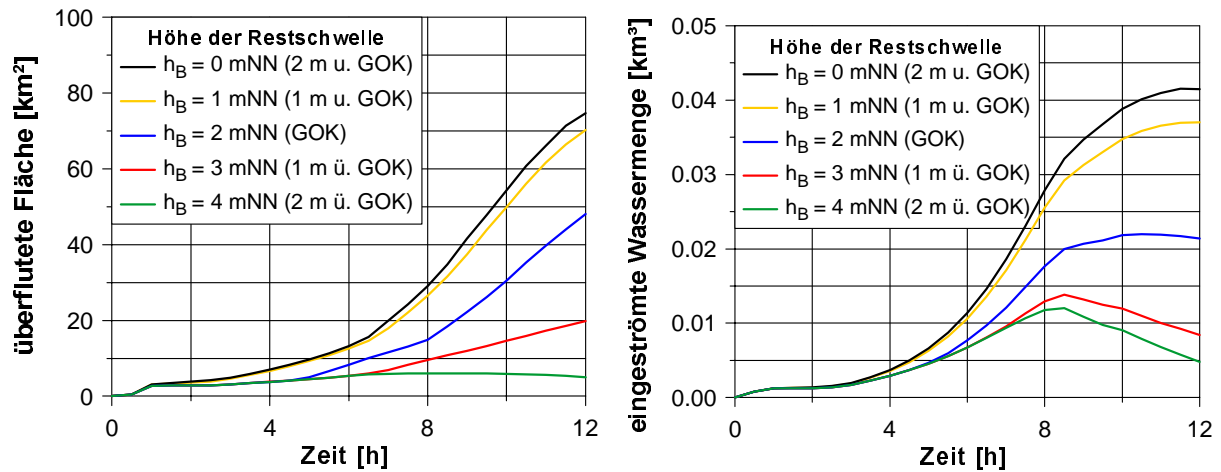 überflutete Fläche [km²]
100
80
60
40
20
0
Höhe der Restschwelle
h_B = 0 mNN (2 m u. GOK)
h_B = 1 mNN (1 m u. GOK)
h_B = 2 mNN (GOK)
h_B = 3 mNN (1 m ü. GOK)
h_B = 4 mNN (2 m ü. GOK)
0 4 8 12
Zeit [h]
eingeströmte Wassermenge [km³]
0.05
0.04
0.03
0.02
0.01
0.00
Höhe der Restschwelle
h_B = 0 mNN (2 m u. GOK)
h_B = 1 mNN (1 m u. GOK)
h_B = 2 mNN (GOK)
h_B = 3 mNN (1 m ü. GOK)
h_B = 4 mNN (2 m ü. GOK)
0 4 8 12
Zeit [h]